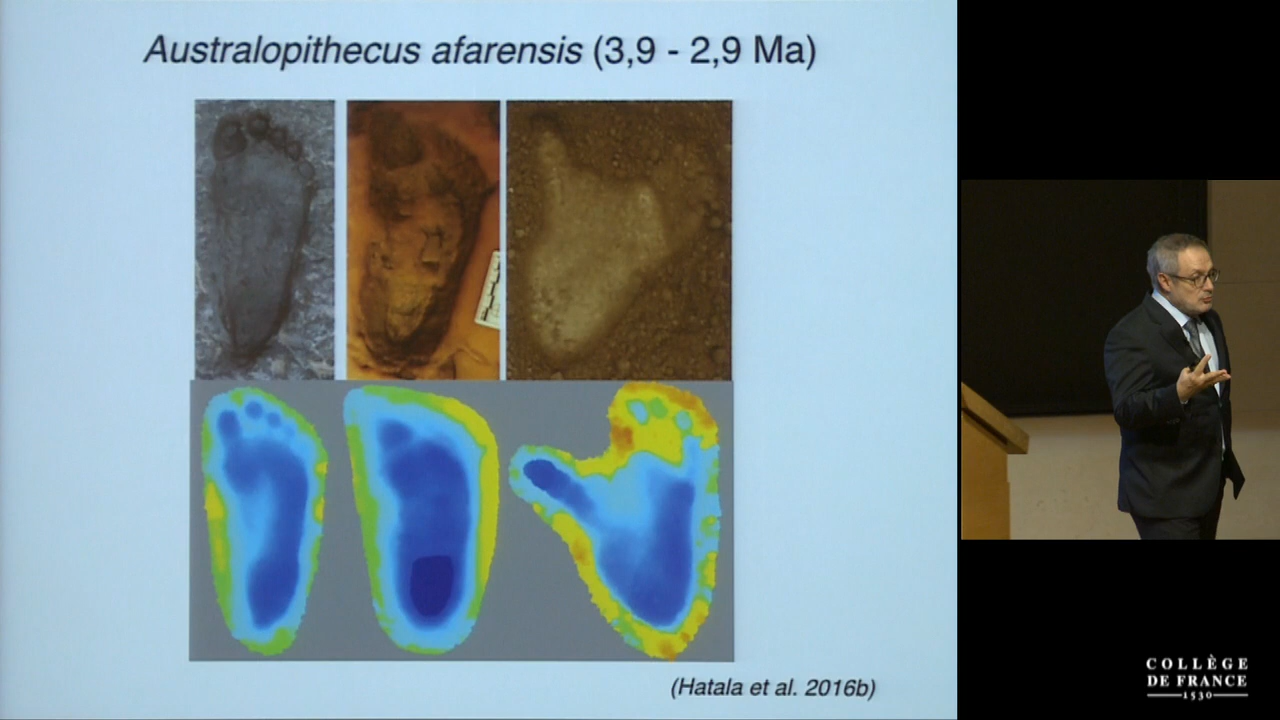 Australopithecus afarensis (3,9 - 2,9 Ma)
(Hatala et al. 2016b)
COLLÈGE
DE FRANCE
1530